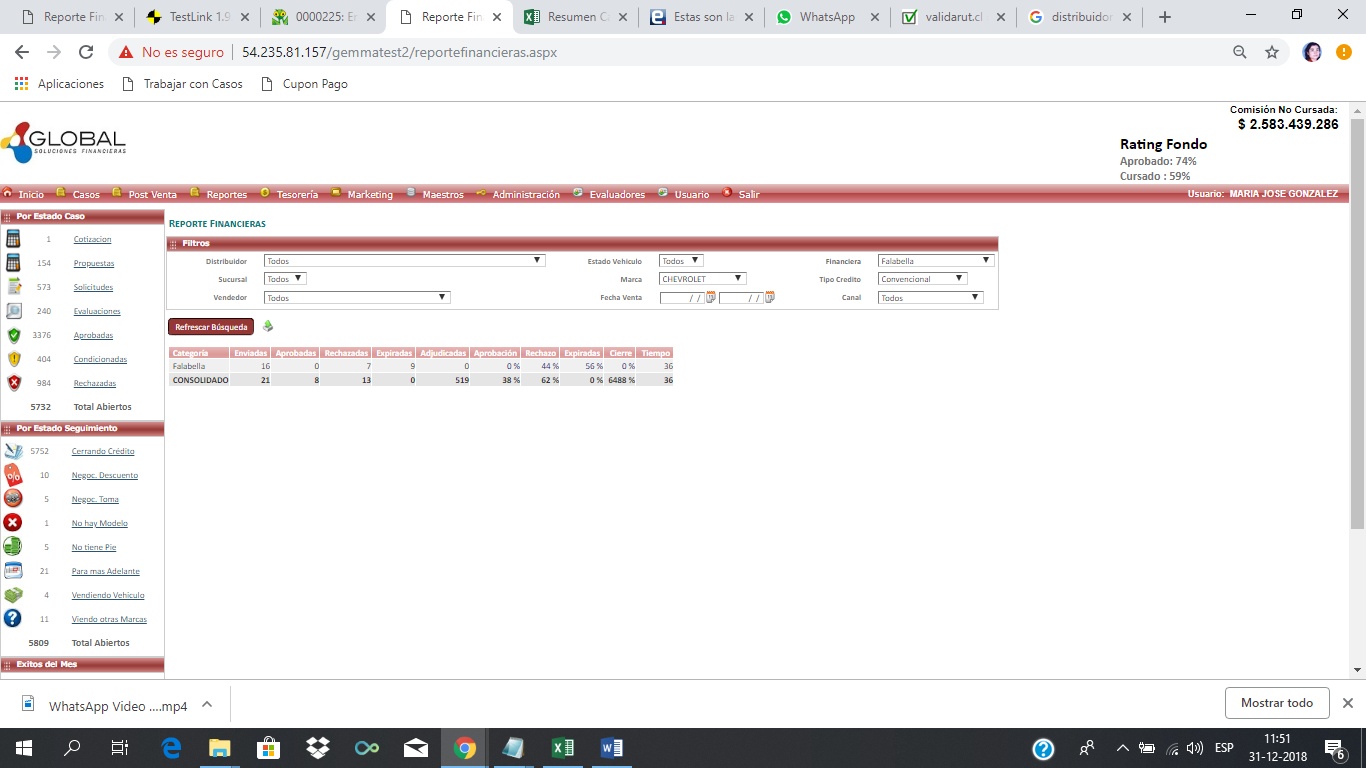 Reporte Fin
TestLink 1.9
0000225: Er
Reporte Fin
Resumen C
Estas son la
WhatsApp
validarut.cl
distribuidor
No es seguro
54.235.81.157/gemmatest2/reportefinancieras.aspx
Aplicaciones
Trabajar con Casos
Cupon Pago
Comisión No Cursada:
$ 2.583.439.286
GLOBAL
SOLUCIONES FINANCIERAS
Rating Fondo
Aprobado: 74%
Cursado : 59%
Inicio Casos Post Venta Reportes Tesorería Marketing Maestros Administración Evaluadores Usuario Salir Usuario: MARIA JOSE GONZALEZ
Por Estado Caso
1 Cotizacion
154 Propuestas
573 Solicitudes
240 Evaluaciones
3376 Aprobadas
404 Condicionadas
984 Rechazadas
5732 Total Abiertos
Por Estado Seguimiento
5752 Cerrando Crédito
10 Negoc. Descuento
5 Negoc. Toma
1 No hay Modelo
5 No tiene Pie
21 Para mas Adelante
4 Vendiendo Vehículo
11 Viendo otras Marcas
5809 Total Abiertos
Exitos del Mes
REPORTE FINANCIERAS
Filtros
Distribuidor Todos Estado Vehiculo Todos Financiera Falabella
Sucursal Todos Marca CHEVROLET Tipo Credito Convencional
Vendedor Todos Fecha Venta / / / / Canal Todos
Refrescar Búsqueda
Categoría Enviadas Aprobadas Rechazadas Expiradas Adjudicadas Aprobación % Rechazo Expiradas Cierre Tiempo
Falabella 16 0 7 9 0 0 % 44 % 56 % 0 % 36
CONSOLIDADO 21 8 13 0 519 38 % 62 % 0 % 6488 % 36
WhatsApp Video ....mp4
Mostrar todo
ESP
11:51
31-12-2018
6